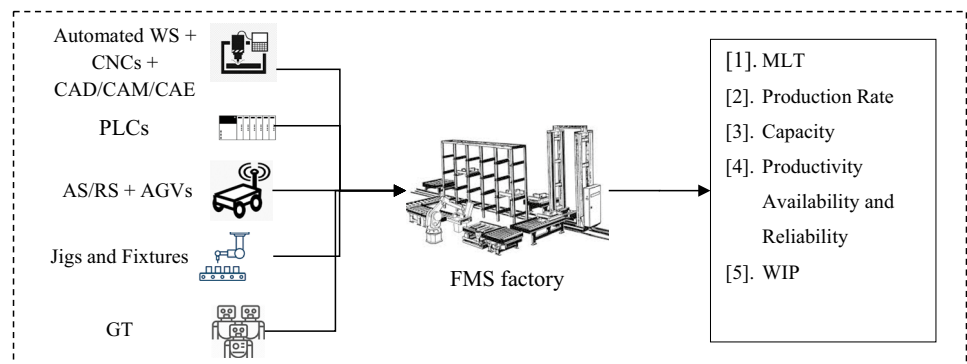 Automated WS +
CNCs +
CAD/CAM/CAE
PLCs
AS/RS + AGVs
Jigs and Fixtures
GT
FMS factory
[1]. MLT
[2]. Production Rate
[3]. Capacity
[4]. Productivity
Availability and
Reliability
[5]. WIP